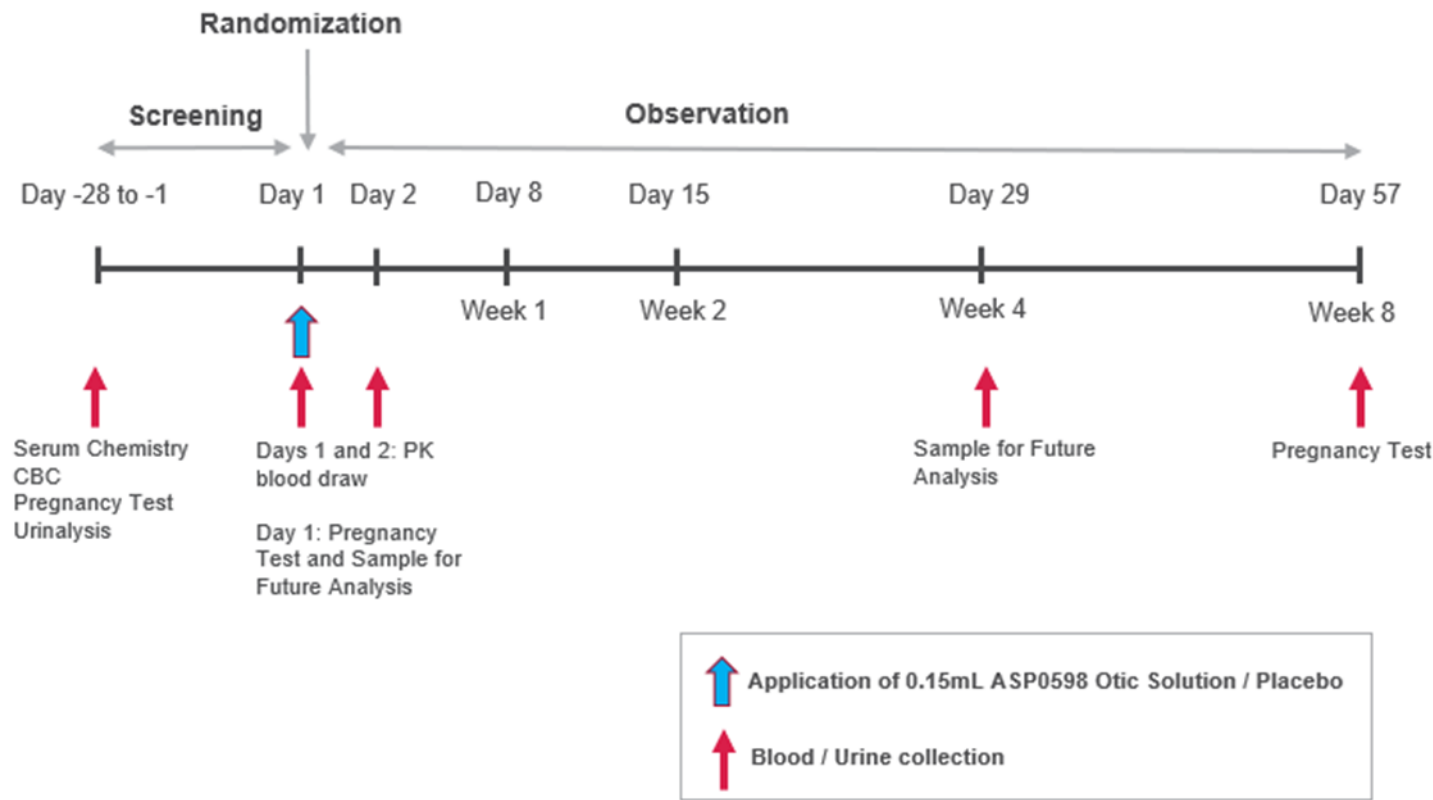 Randomization
Screening
Observation
Day -28 to -1
Day 1
Day 2
Day 8
Day 15
Day 29
Day 57
Week 1
Week 2
Week 4
Week 8
Serum Chemistry
CBC
Pregnancy Test
Urinalysis
Days 1 and 2: PK
blood draw
Day 1: Pregnancy
Test and Sample for
Future Analysis
Sample for Future
Analysis
Pregnancy Test
Application of 0.15mL ASP0598 Otic Solution / Placebo
Blood / Urine collection